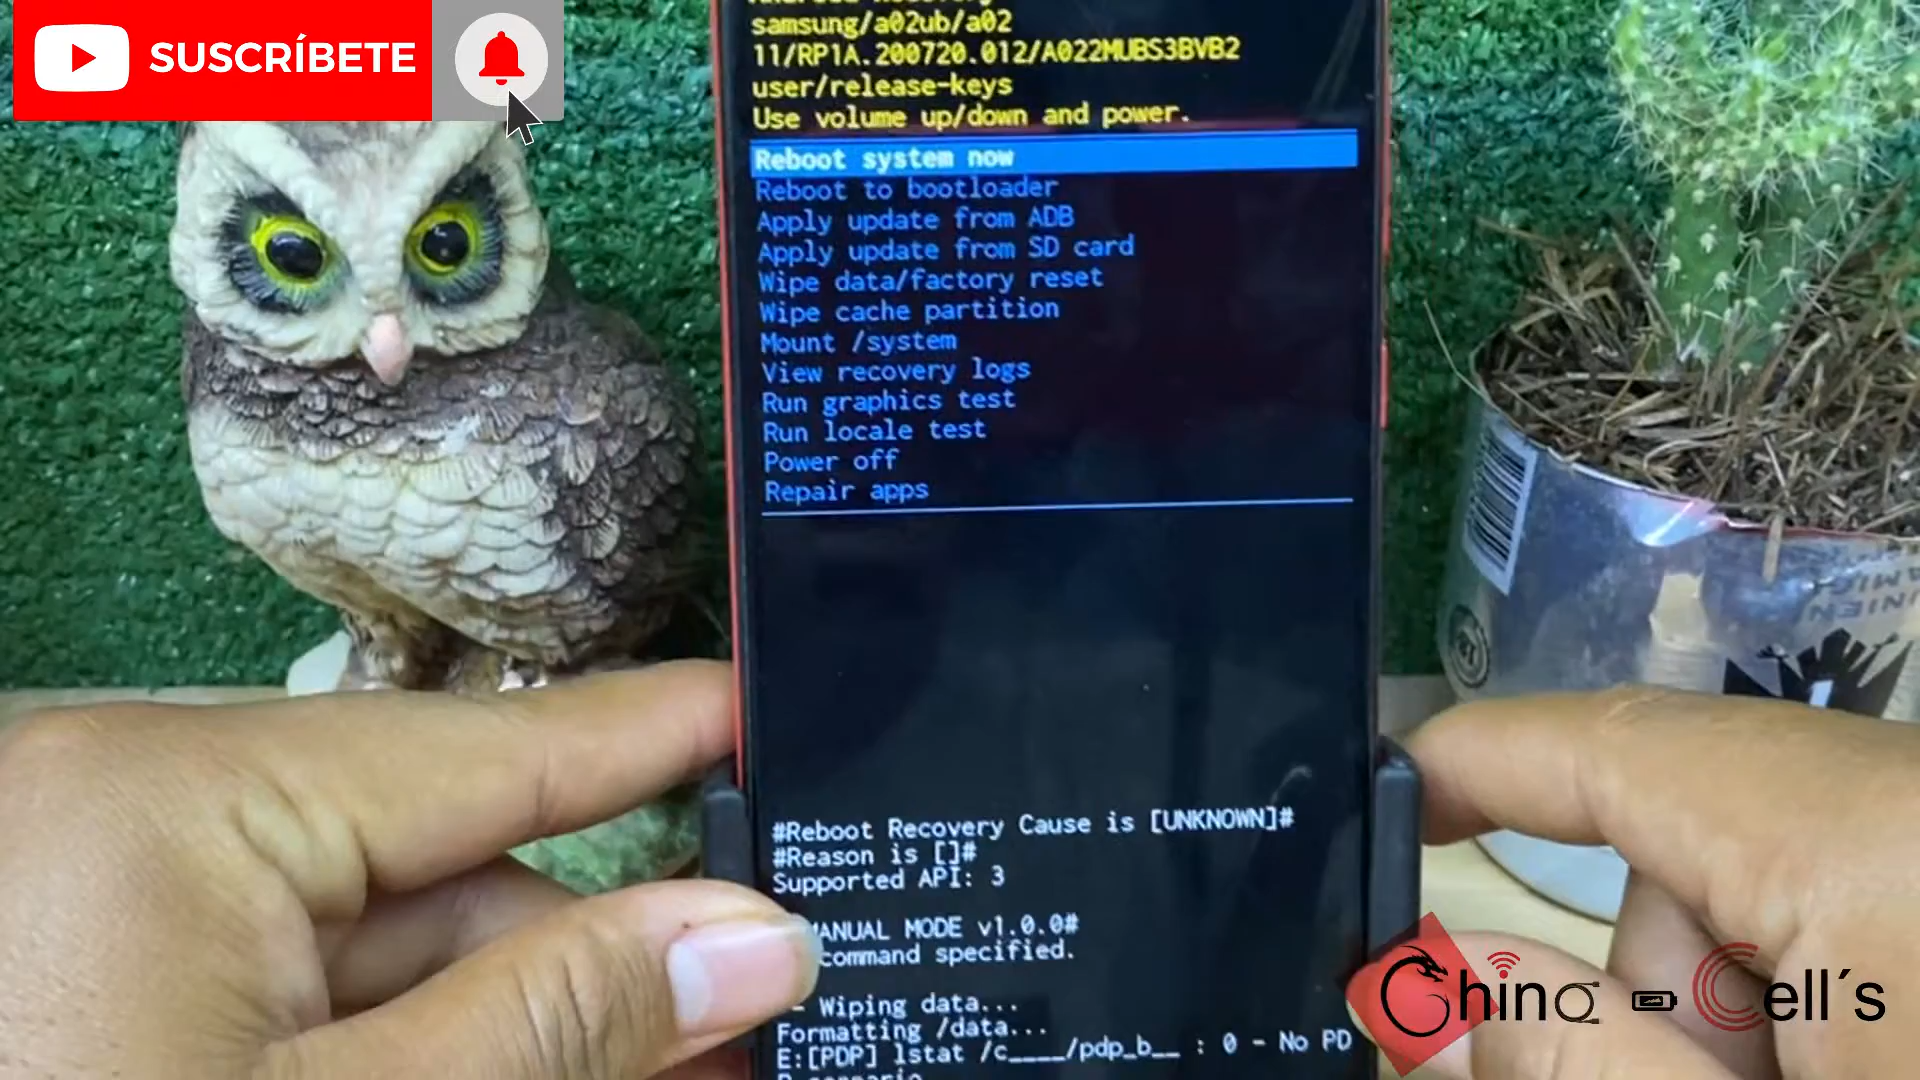 SUSCRÍBETE
samsung/a02ub/a02
11/RP1A.200720.012/A022MUBS3BVB2
user/release-keys
Use volume up/down and power.
Reboot system now
Reboot to bootloader
Apply update from ADB
Apply update from SD card
Wipe data/factory reset
Wipe cache partition
Mount /system
View recovery logs
Run graphics test
Run locale test
Power off
Repair apps
#Reboot Recovery Cause is [UNKNOWN]#
#Reason is []#
Supported API: 3
MANUAL MODE v1.0.0#
command specified.
- Wiping data...
Formatting /data...
E:[PDP] lstat /c____/pdp_b__ : 0 - No PD
China - Cell´s